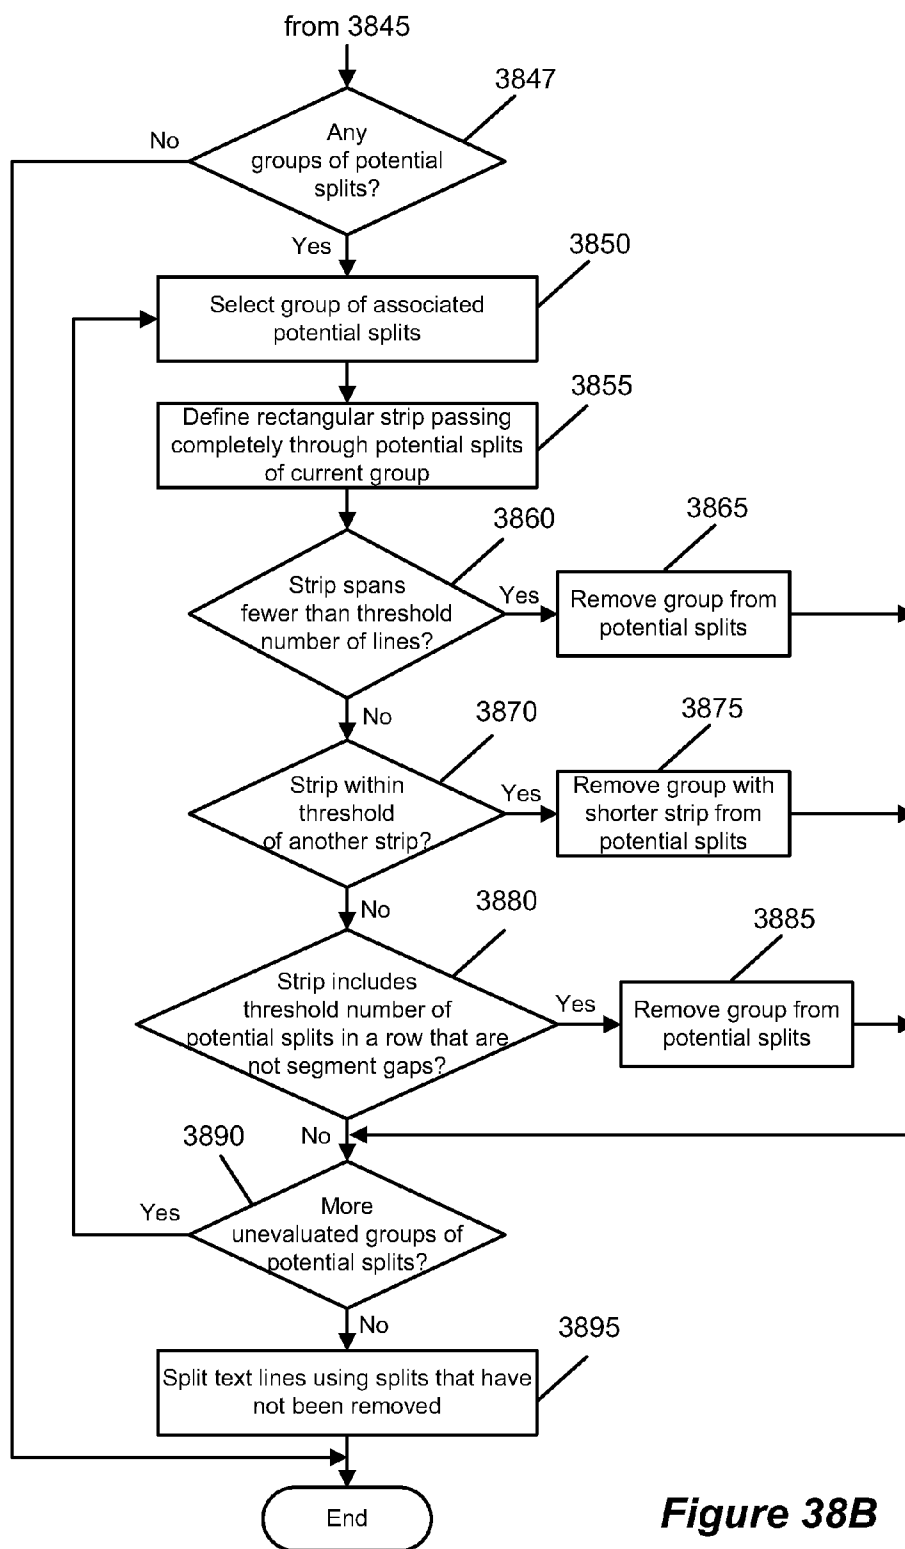 from 3845
3847
No
Any
groups of potential
splits?
Yes
3850
Select group of associated
potential splits
3855
Define rectangular strip passing
completely through potential splits
of current group
3860
3865
Strip spans
fewer than threshold
number of lines?
Yes
Remove group from
potential splits
No
3870
3875
Strip within
threshold
of another strip?
Yes
Remove group with
shorter strip from
potential splits
No
3880
3885
Strip includes
threshold number of
potential splits in a row that are
not segment gaps?
Yes
Remove group from
potential splits
No
3890
Yes
More
unevaluated groups of
potential splits?
No
3895
Split text lines using splits that have
not been removed
End
Figure 38B